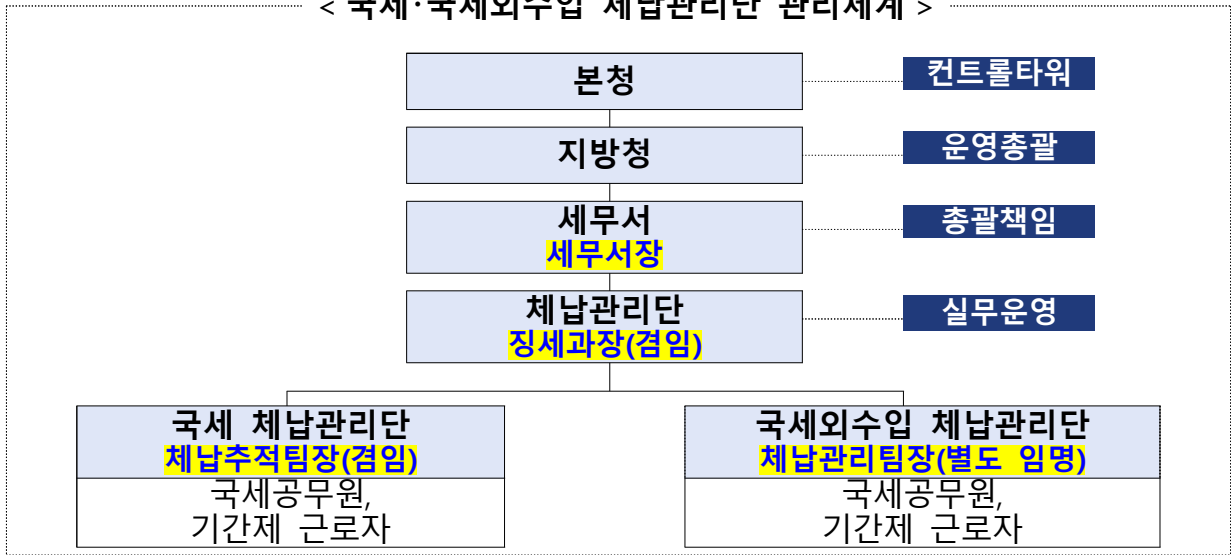 < 국세·국세외수입 체납관리단 관리체계 >
본청
컨트롤타워
지방청
운영총괄
세무서
세무서장
총괄책임
체납관리단
징세과장(겸임)
실무운영
국세 체납관리단
체납추적팀장(겸임)
국세공무원,
기간제 근로자
국세외수입 체납관리단
체납관리팀장(별도 임명)
국세공무원,
기간제 근로자